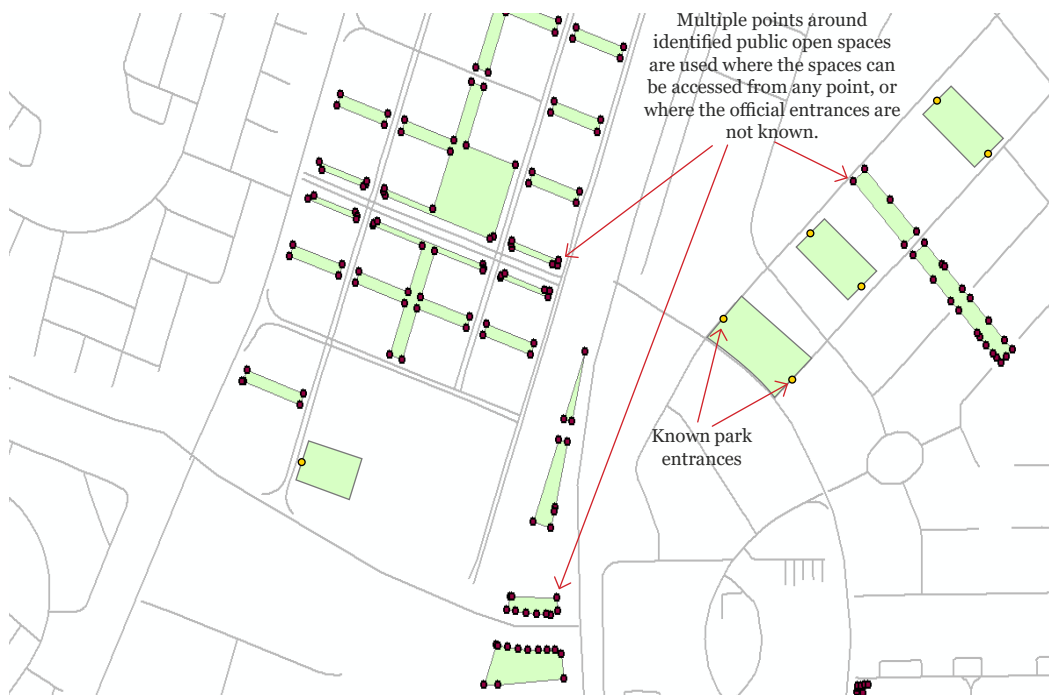 Multiple points around
identified public open spaces
are used where the spaces can
be accessed from any point, or
where the official entrances are
not known.
Known park
entrances